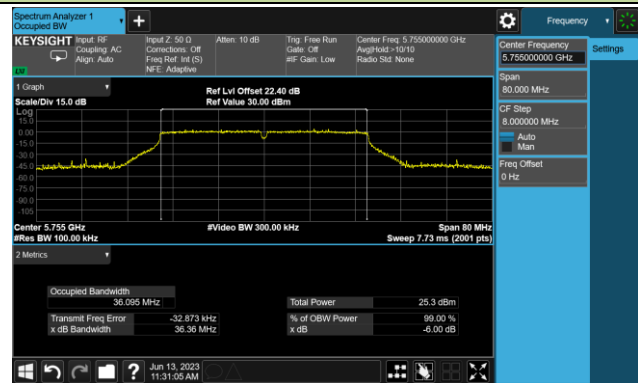 Spectrum Analyzer 1
Occupied BW
Frequency
KEYSIGHT
Input: RF
Coupling: AC
Align: Auto
Input Z: 50 Ω
Corrections: Off
Freq Ref: Int (S)
NFE: Adaptive
Atten: 10 dB
Trig: Free Run
Gate: Off
#IF Gain: Low
Center Freq: 5.755000000 GHz
Avg|Hold:>10/10
Radio Std: None
Center Frequency
5.755000000 GHz
Settings
Span
80.000 MHz
CF Step
8.000000 MHz
Auto
Man
Freq Offset
0 Hz
1 Graph
Scale/Div 15.0 dB
Ref Lvl Offset 22.40 dB
Ref Value 30.00 dBm
Log
15.0
0.00
-15.0
-30.0
-45.0
-60.0
-75.0
-90.0
-105
Center 5.755 GHz
#Res BW 100.00 kHz
#Video BW 300.00 kHz
Span 80 MHz
Sweep 7.73 ms (2001 pts)
2 Metrics
Occupied Bandwidth
36.095 MHz
Total Power
25.3 dBm
Transmit Freq Error
-32.873 kHz
% of OBW Power
99.00 %
x dB Bandwidth
36.36 MHz
x dB
-6.00 dB
?
Jun 13, 2023
11:31:05 AM